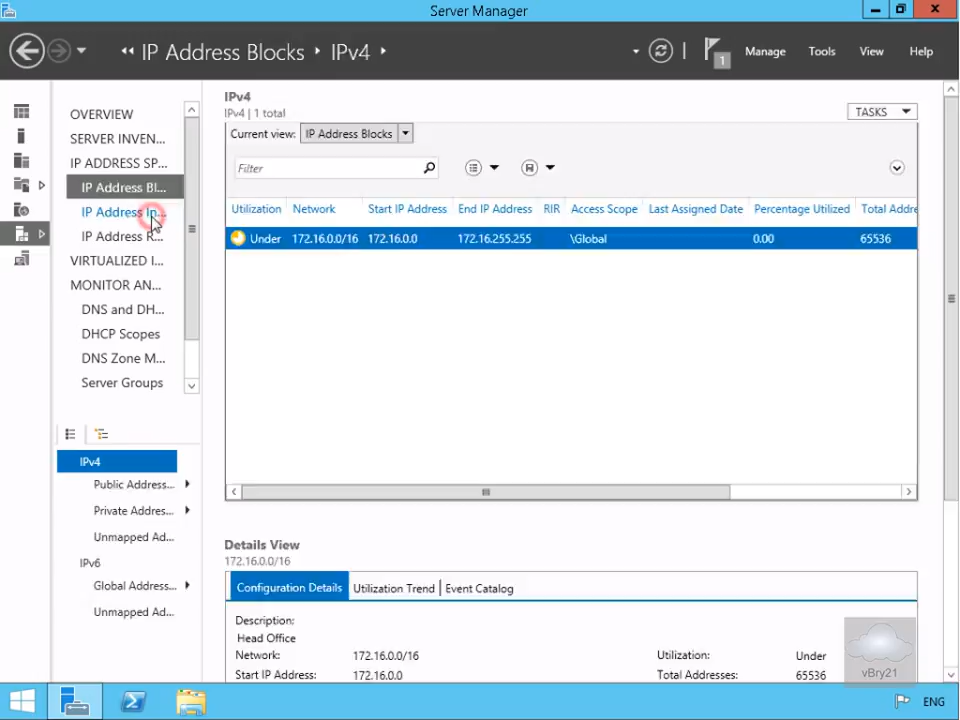 Server Manager
IP Address Blocks
IPv4
1
Manage
Tools
View
Help
OVERVIEW
SERVER INVEN...
IP ADDRESS SP...
IP Address Bl...
IP Address In...
IP Address R...
VIRTUALIZED I...
MONITOR AN...
DNS and DH...
DHCP Scopes
DNS Zone M...
Server Groups
IPv4
Public Address...
Private Addres...
Unmapped Ad...
IPv6
Global Address...
Unmapped Ad...
IPv4
IPv4 | 1 total
TASKS
Current view: IP Address Blocks
Filter
Utilization Network Start IP Address End IP Address RIR Access Scope Last Assigned Date Percentage Utilized Total Addre
Under 172.16.0.0/16 172.16.0.0 172.16.255.255 \Global 0.00 65536
Details View
172.16.0.0/16
Configuration Details Utilization Trend Event Catalog
Description:
Head Office
Network: 172.16.0.0/16 Utilization: Under
Start IP Address: 172.16.0.0 Total Addresses: 65536
vBry21
ENG